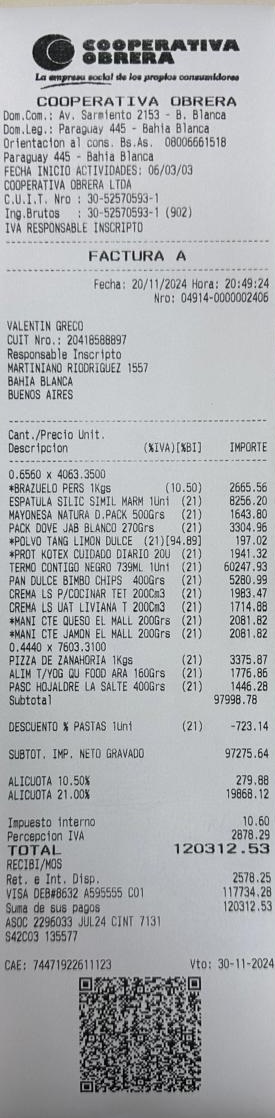 COOPERATIVA
OBRERA
La empresa social de los propios consumidores
COOPERATIVA OBRERA
Dom.Com.: Av. Sarmiento 2153 - B. Blanca
Dom.Leg.: Paraguay 445 - Bahia Blanca
Orientacion al cons. Bs.As. 08006661518
Paraguay 445 - Bahia Blanca
FECHA INICIO ACTIVIDADES: 06/03/03
COOPERATIVA OBRERA LTDA
C.U.I.T. Nro : 30-52570593-1
Ing.Brutos : 30-52570593-1 (902)
IVA RESPONSABLE INSCRIPTO
FACTURA A
Fecha: 20/11/2024 Hora: 20:49:24
Nro: 04914-0000002406
VALENTIN GRECO
CUIT Nro.: 20418588897
Responsable Inscripto
MARTINIANO RIODRIGUEZ 1557
BAHIA BLANCA
BUENOS AIRES
Cant./Precio Unit.
Descripcion (%IVA)[%BI] IMPORTE
0.6560 x 4063.3500
*BRAZUELO PERS 1Kgs (10.50) 2665.56
ESPATULA SILIC SIMIL MARM 1Uni (21) 8256.20
MAYONESA NATURA D.PACK 500Grs (21) 1643.80
PACK DOVE JAB BLANCO 270Grs (21) 3304.96
*POLVO TANG LIMON DULCE (21)[94.89] 197.02
*PROT KOTEX CUIDADO DIARIO 20U (21) 1941.32
TERMO CONTIGO NEGRO 739ML 1Uni (21) 60247.93
PAN DULCE BIMBO CHIPS 400Grs (21) 5280.99
CREMA LS P/COCINAR TET 200Cm3 (21) 1983.47
CREMA LS UAT LIVIANA T 200Cm3 (21) 1714.88
*MANI CTE QUESO EL MALL 200Grs (21) 2081.82
*MANI CTE JAMON EL MALL 200Grs (21) 2081.82
0.4440 x 7603.3100
PIZZA DE ZANAHORIA 1Kgs (21) 3375.87
ALIM T/YOG QU FOOD ARA 160Grs (21) 1776.86
PASC HOJALDRE LA SALTE 400Grs (21) 1446.28
Subtotal 97998.78
DESCUENTO % PASTAS 1Uni (21) -723.14
SUBTOT. IMP. NETO GRAVADO 97275.64
ALICUOTA 10.50% 279.88
ALICUOTA 21.00% 19868.12
Impuesto interno 10.60
Percepcion IVA 2878.29
TOTAL 120312.53
RECIBI/MOS
Ret. e Int. Disp. 2578.25
VISA DEB#8632 A595555 C01 117734.28
Suma de sus pagos 120312.53
ASOC 2296033 JUL24 CINT 7131
S42C03 135577
CAE: 74471922611123 Vto: 30-11-2024